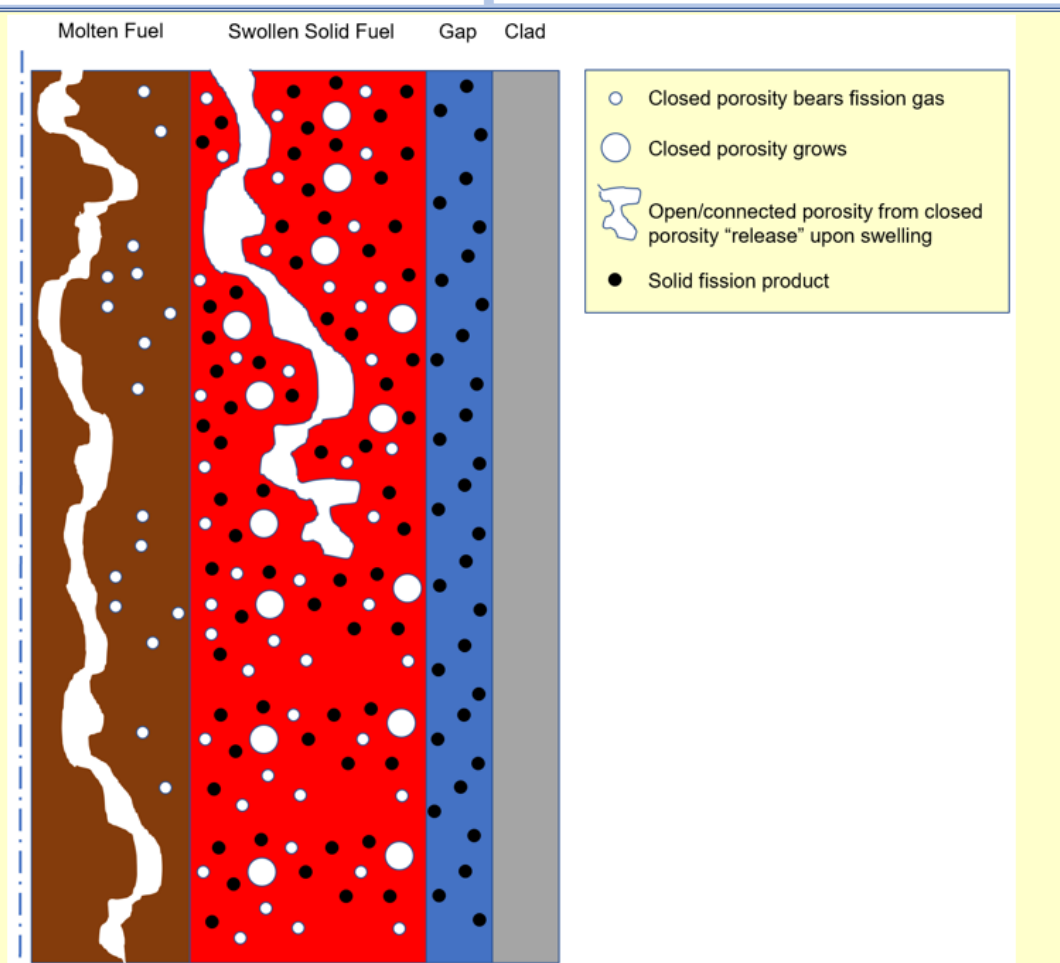 Molten Fuel
Swollen Solid Fuel
Gap
Clad
Closed porosity bears fission gas
Closed porosity grows
Open/connected porosity from closed
porosity “release” upon swelling
Solid fission product